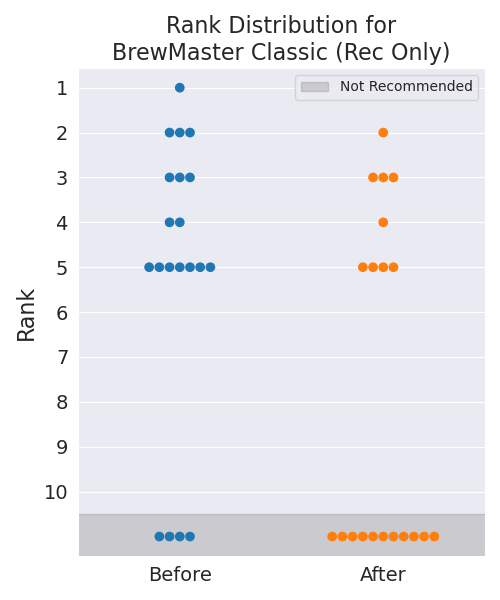 Rank Distribution for
BrewMaster Classic (Rec Only)
Not Recommended
Rank
1
2
3
4
5
6
7
8
9
10
Before After